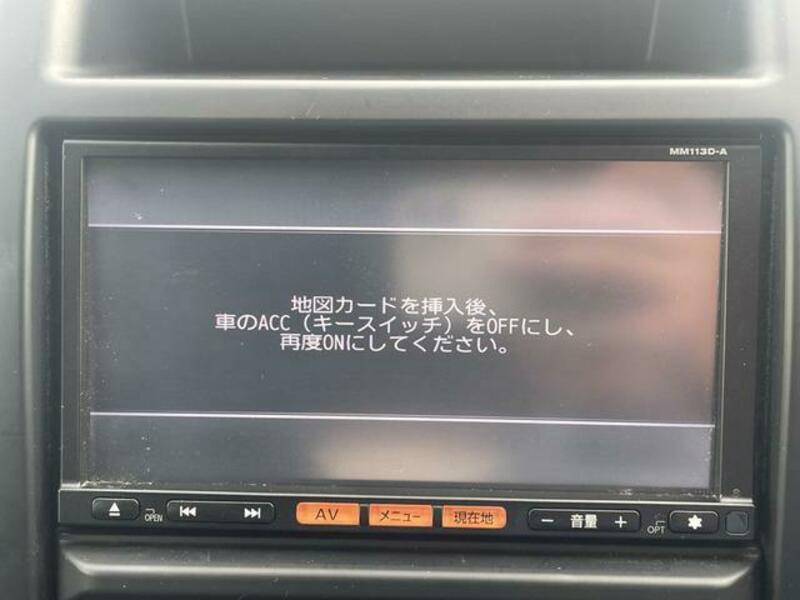 MM113D-A
地図カードを挿入後、
車のACC（キースイッチ）をOFFにし、
再度ONにしてください。
OPEN
AV
メニュー
現在地
− 音量 +
OPT